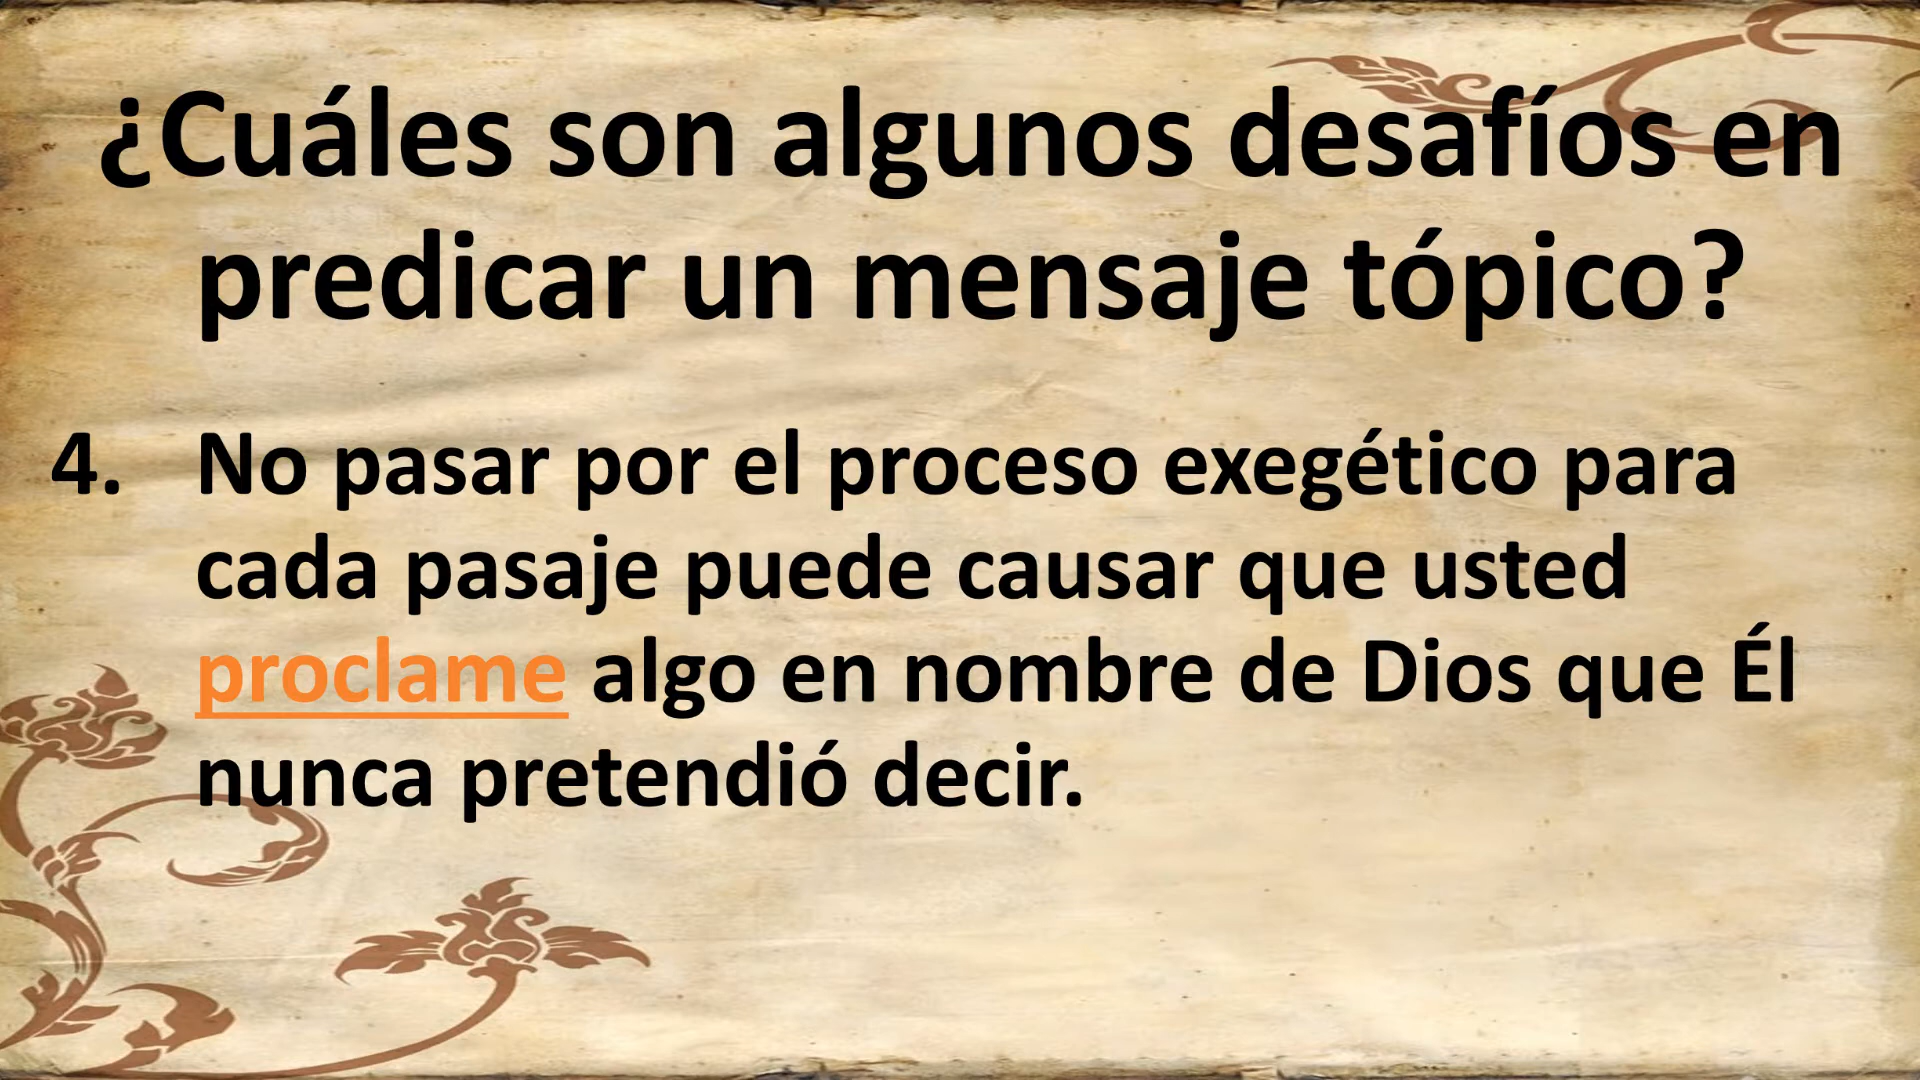 ¿Cuáles son algunos desafíos en
predicar un mensaje tópico?
4. No pasar por el proceso exegético para
cada pasaje puede causar que usted
proclame algo en nombre de Dios que Él
nunca pretendió decir.